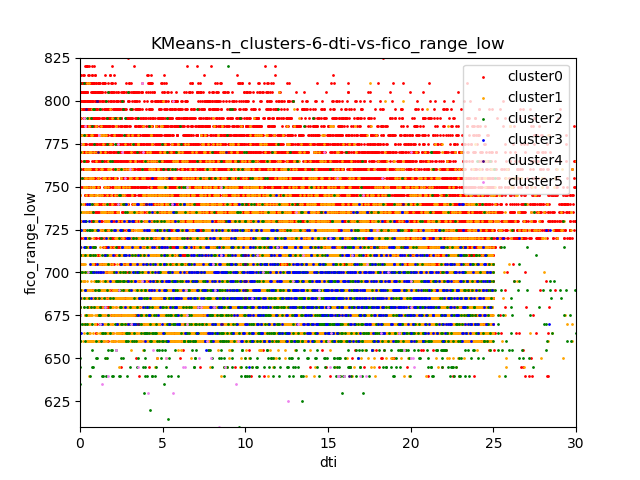 KMeans-n_clusters-6-dti-vs-fico_range_low
825
800
775
750
725
700
675
650
625
fico_range_low
cluster0
cluster1
cluster2
cluster3
cluster4
cluster5
0 5 10 15 20 25 30
dti